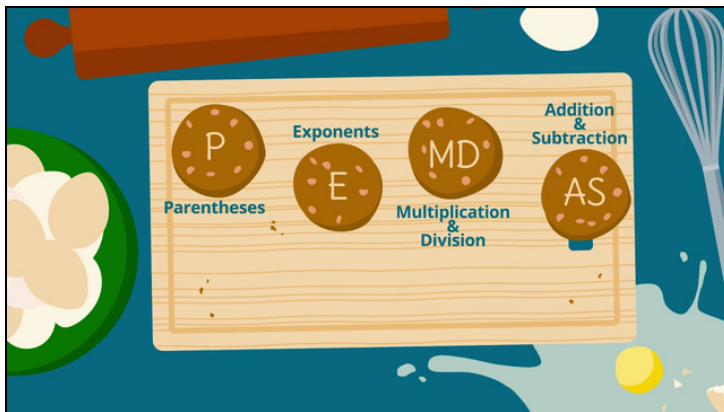 P
Parentheses
Exponents
E
MD
Multiplication
&
Division
Addition
&
Subtraction
AS